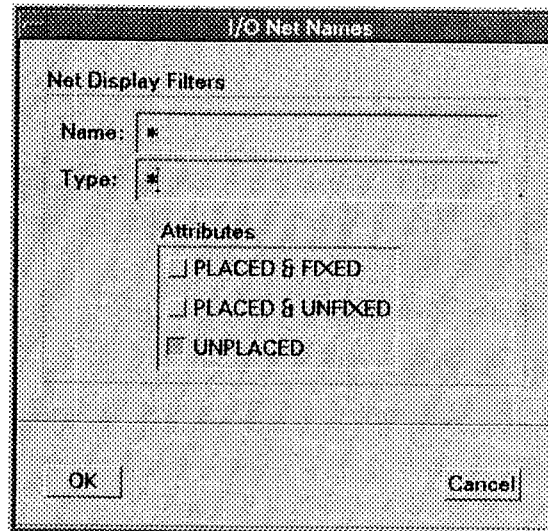 I/O Net Names
Net Display Filters
Name: *
Type: *
Attributes
PLACED & FIXED
PLACED & UNFIXED
UNPLACED
OK Cancel